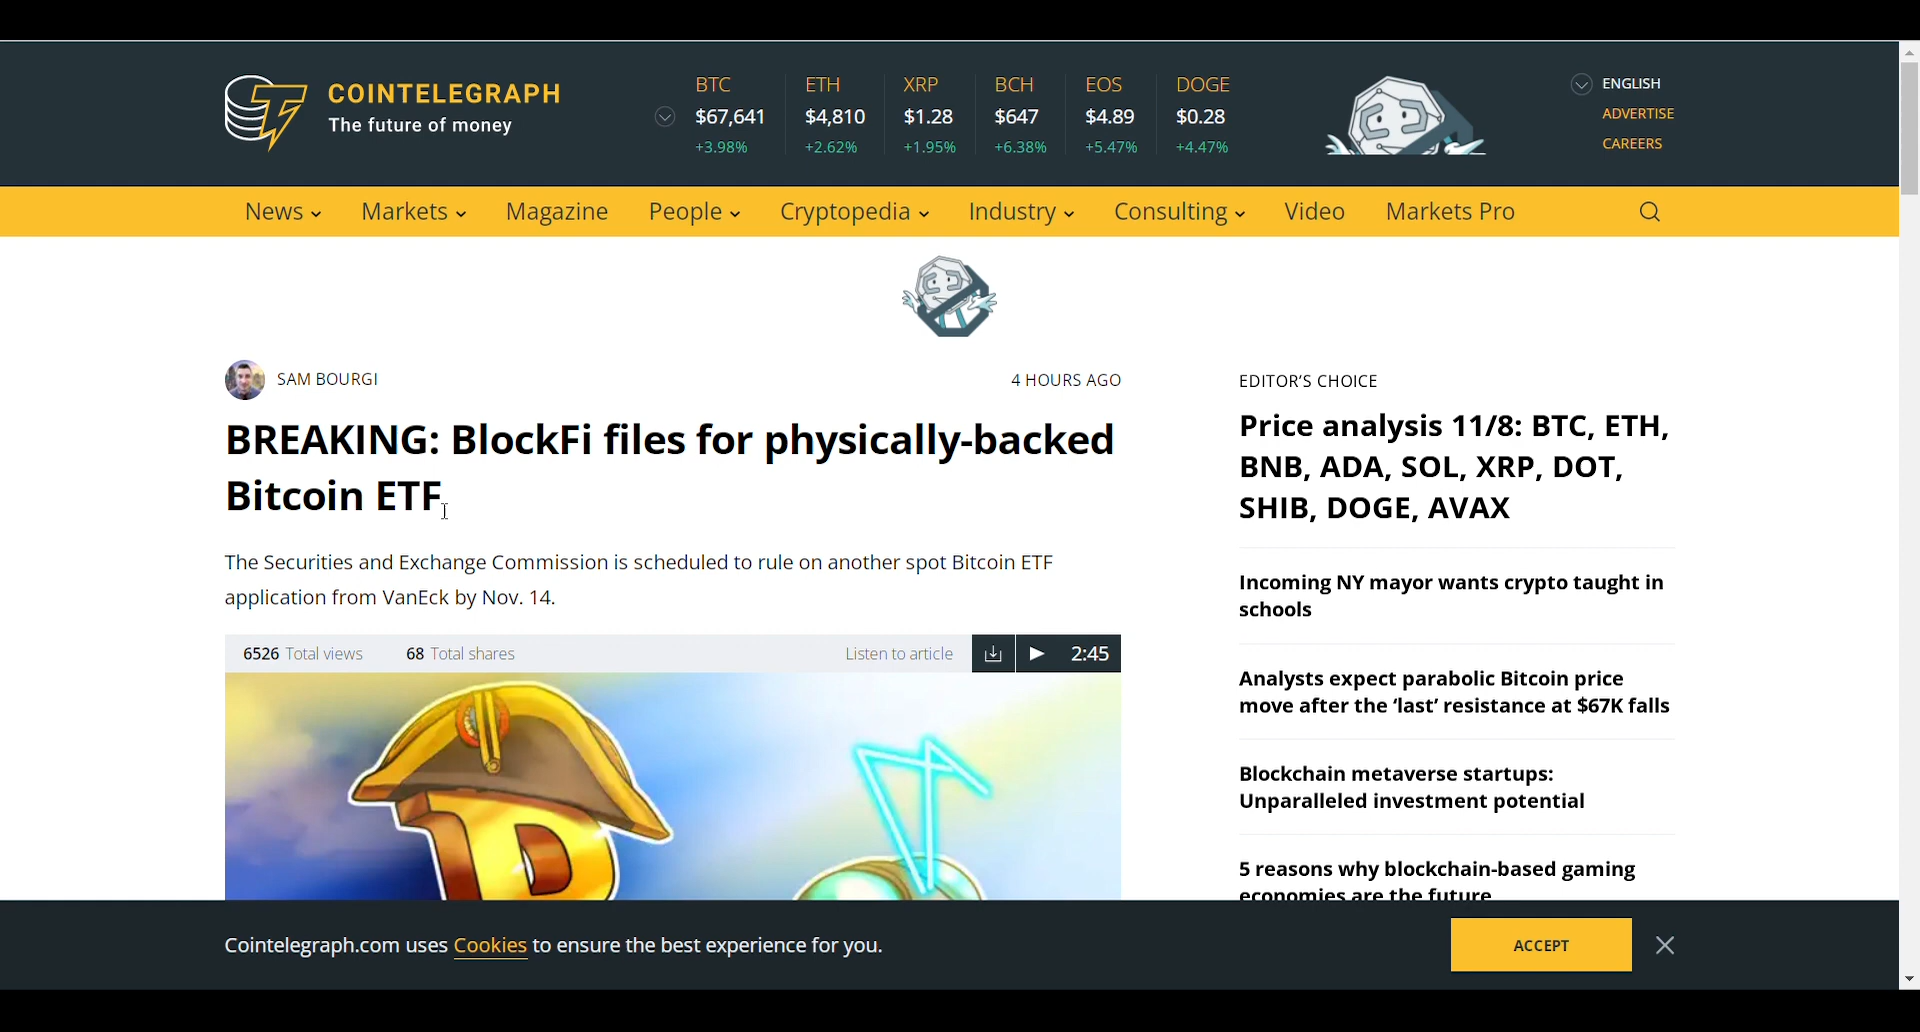 COINTELEGRAPH
The future of money
BTC ETH XRP BCH EOS DOGE
$67,641 $4,810 $1.28 $647 $4.89 $0.28
+3.98% +2.62% +1.95% +6.38% +5.47% +4.47%
ENGLISH
ADVERTISE
CAREERS
News Markets Magazine People Cryptopedia Industry Consulting Video Markets Pro
SAM BOURGI
4 HOURS AGO
BREAKING: BlockFi files for physically-backed
Bitcoin ETF
The Securities and Exchange Commission is scheduled to rule on another spot Bitcoin ETF
application from VanEck by Nov. 14.
6526 Total views 68 Total shares Listen to article 2:45
EDITOR'S CHOICE
Price analysis 11/8: BTC, ETH,
BNB, ADA, SOL, XRP, DOT,
SHIB, DOGE, AVAX
Incoming NY mayor wants crypto taught in
schools
Analysts expect parabolic Bitcoin price
move after the ‘last’ resistance at $67K falls
Blockchain metaverse startups:
Unparalleled investment potential
5 reasons why blockchain-based gaming
economies are the future
Cointelegraph.com uses Cookies to ensure the best experience for you.
ACCEPT